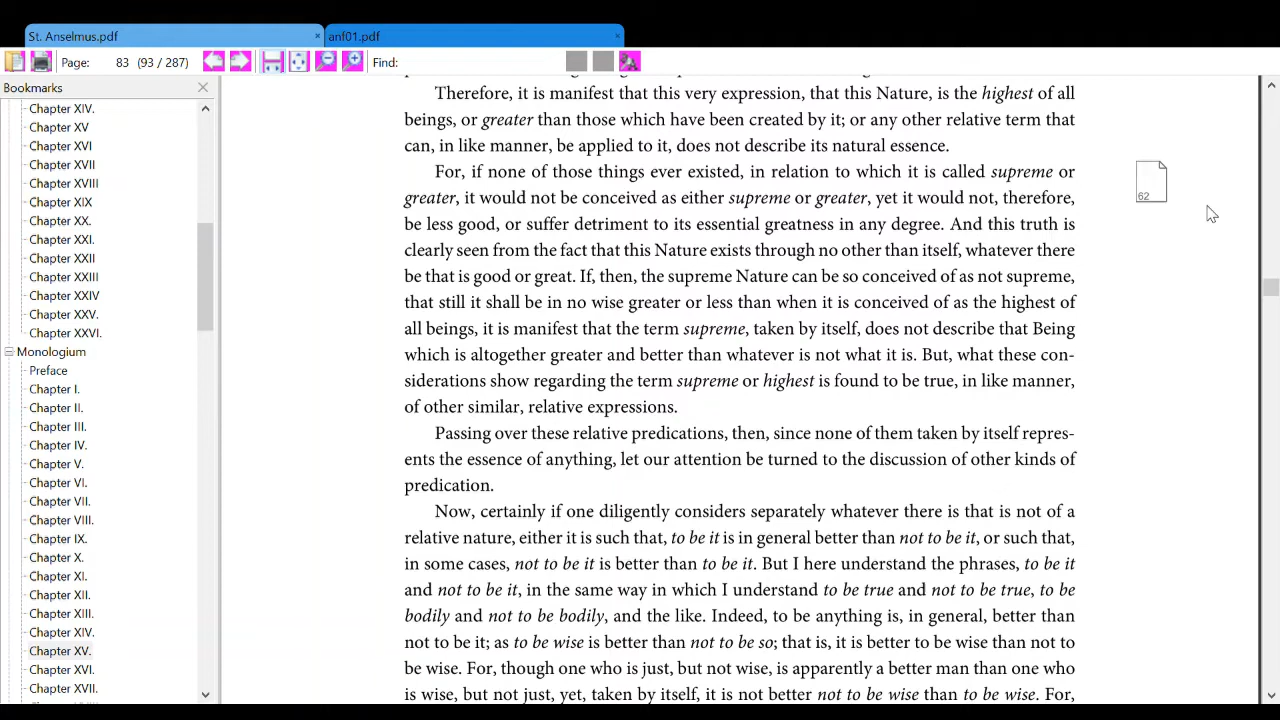 St. Anselmus.pdf
anf01.pdf
Page: 83 (93 / 287) Find:
Bookmarks
Chapter XIV.
Chapter XV
Chapter XVI
Chapter XVII
Chapter XVIII
Chapter XIX
Chapter XX.
Chapter XXI.
Chapter XXII
Chapter XXIII
Chapter XXIV
Chapter XXV.
Chapter XXVI.
Monologium
Preface
Chapter I.
Chapter II.
Chapter III.
Chapter IV.
Chapter V.
Chapter VI.
Chapter VII.
Chapter VIII.
Chapter IX.
Chapter X.
Chapter XI.
Chapter XII.
Chapter XIII.
Chapter XIV.
Chapter XV.
Chapter XVI.
Chapter XVII.
Therefore, it is manifest that this very expression, that this Nature, is the highest of all
beings, or greater than those which have been created by it; or any other relative term that
can, in like manner, be applied to it, does not describe its natural essence.
For, if none of those things ever existed, in relation to which it is called supreme or
greater, it would not be conceived as either supreme or greater, yet it would not, therefore,
be less good, or suffer detriment to its essential greatness in any degree. And this truth is
clearly seen from the fact that this Nature exists through no other than itself, whatever there
be that is good or great. If, then, the supreme Nature can be so conceived of as not supreme,
that still it shall be in no wise greater or less than when it is conceived of as the highest of
all beings, it is manifest that the term supreme, taken by itself, does not describe that Being
which is altogether greater and better than whatever is not what it is. But, what these con-
siderations show regarding the term supreme or highest is found to be true, in like manner,
of other similar, relative expressions.
Passing over these relative predications, then, since none of them taken by itself repres-
ents the essence of anything, let our attention be turned to the discussion of other kinds of
predication.
Now, certainly if one diligently considers separately whatever there is that is not of a
relative nature, either it is such that, to be it is in general better than not to be it, or such that,
in some cases, not to be it is better than to be it. But I here understand the phrases, to be it
and not to be it, in the same way in which I understand to be true and not to be true, to be
bodily and not to be bodily, and the like. Indeed, to be anything is, in general, better than
not to be it; as to be wise is better than not to be so; that is, it is better to be wise than not to
be wise. For, though one who is just, but not wise, is apparently a better man than one who
is wise, but not just, yet, taken by itself, it is not better not to be wise than to be wise. For,
62